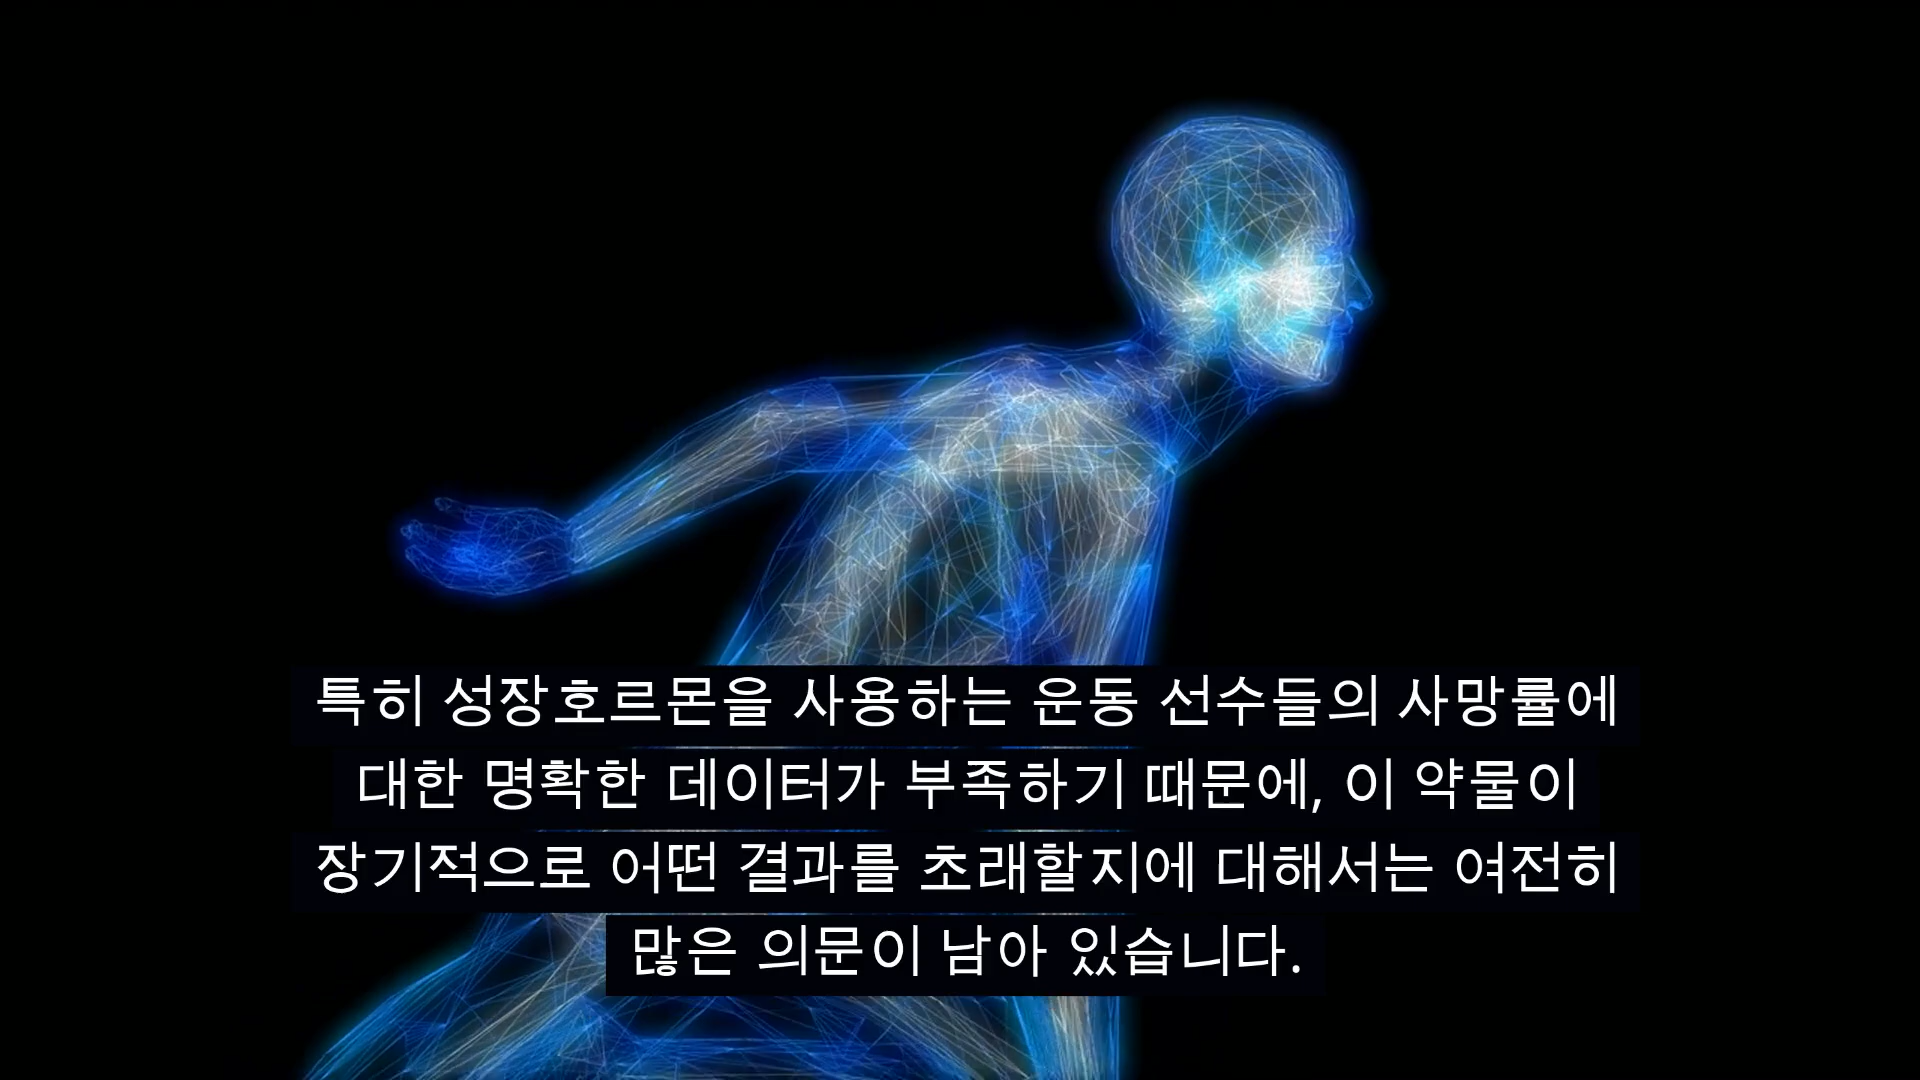 특히 성장호르몬을 사용하는 운동 선수들의 사망률에
대한 명확한 데이터가 부족하기 때문에, 이 약물이
장기적으로 어떤 결과를 초래할지에 대해서는 여전히
많은 의문이 남아 있습니다.